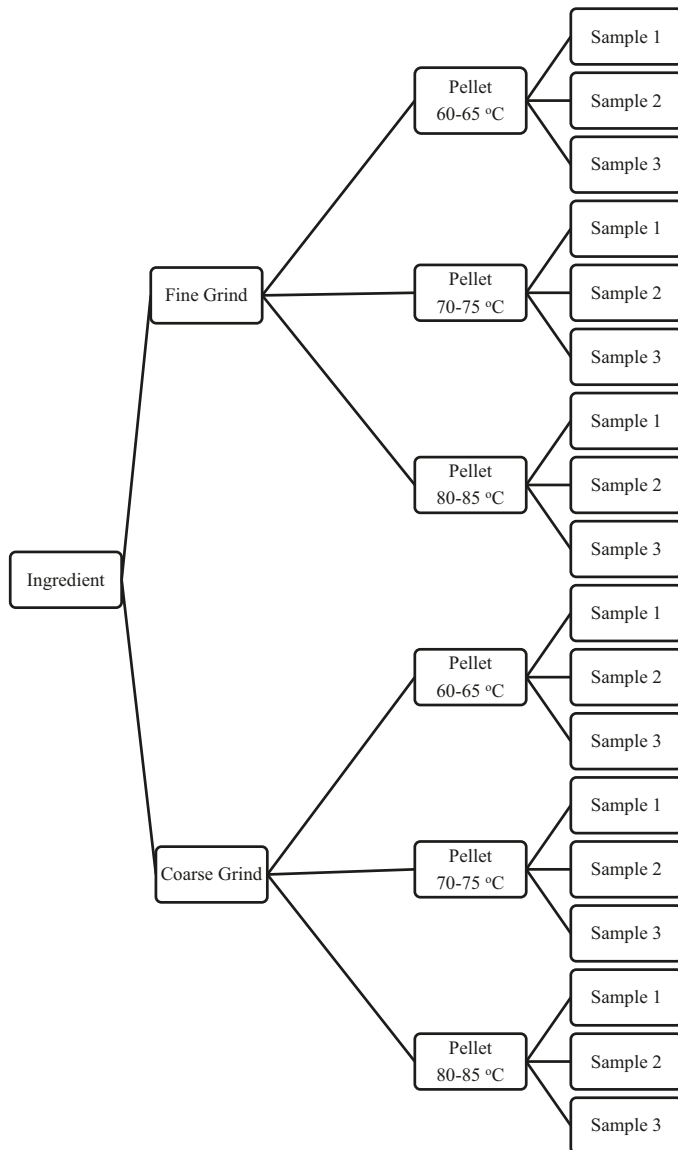 Sample 1
Pellet
60-65 °C
Sample 2
Sample 3
Sample 1
Fine Grind
Pellet
70-75 °C
Sample 2
Sample 3
Sample 1
Pellet
80-85 °C
Sample 2
Sample 3
Ingredient
Sample 1
Pellet
60-65 °C
Sample 2
Sample 3
Sample 1
Coarse Grind
Pellet
70-75 °C
Sample 2
Sample 3
Sample 1
Pellet
80-85 °C
Sample 2
Sample 3